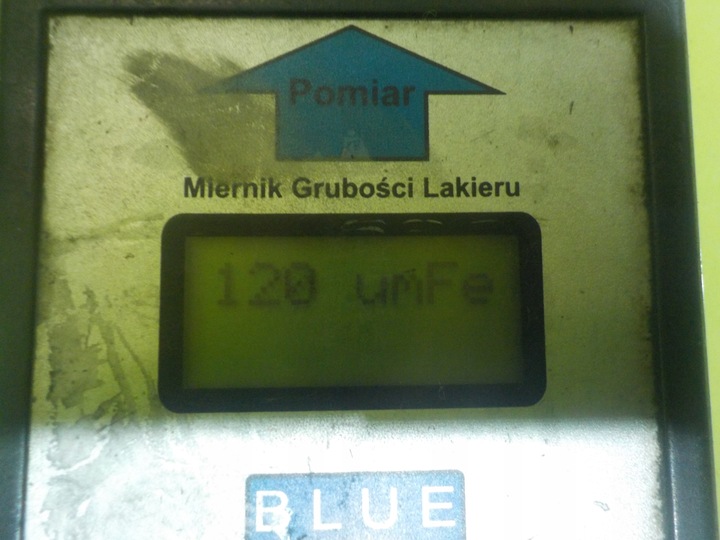 Pomiar
Miernik Grubości Lakieru
120 umFe
BLUE